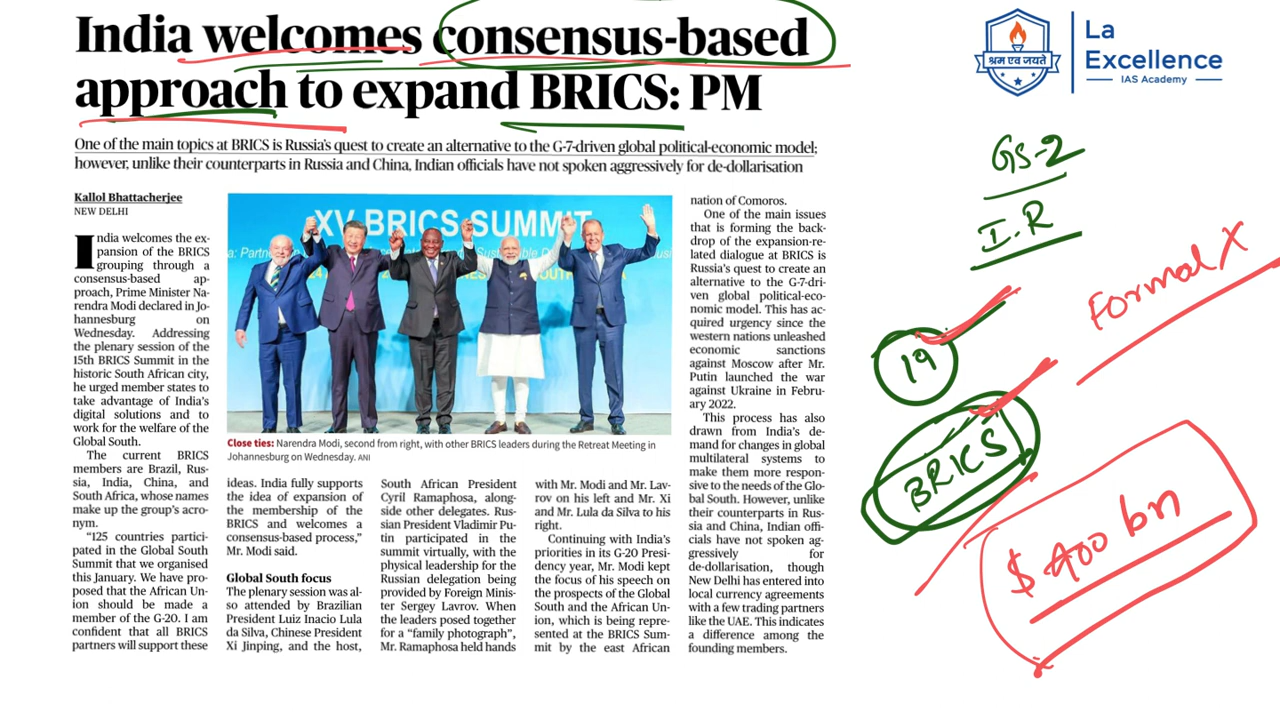 India welcomes consensus-based
approach to expand BRICS: PM
One of the main topics at BRICS is Russia's quest to create an alternative to the G-7-driven global political-economic model;
however, unlike their counterparts in Russia and China, Indian officials have not spoken aggressively for de-dollarisation
Kallol Bhattacherjee
NEW DELHI
India welcomes the ex-
pansion of the BRICS
grouping through a
consensus-based ap-
proach, Prime Minister Na-
rendra Modi declared in Jo-
hannesburg on
Wednesday. Addressing
the plenary session of the
15th BRICS Summit in the
historic South African city,
he urged member states to
take advantage of India's
digital solutions and to
work for the welfare of the
Global South.
The current BRICS
members are Brazil, Rus-
sia, India, China, and
South Africa, whose names
make up the group's acro-
nym.
"125 countries partici-
pated in the Global South
Summit that we organised
this January. We have pro-
posed that the African Un-
ion should be made a
member of the G-20. I am
confident that all BRICS
partners will support these
XV BRICS SUMMIT
Close ties: Narendra Modi, second from right, with other BRICS leaders during the Retreat Meeting in
Johannesburg on Wednesday. ANI
ideas. India fully supports
the idea of expansion of
the membership of the
BRICS and welcomes a
consensus-based process,"
Mr. Modi said.
Global South focus
The plenary session was al-
so attended by Brazilian
President Luiz Inacio Lula
da Silva, Chinese President
Xi Jinping, and the host,
South African President
Cyril Ramaphosa, along-
side other delegates. Rus-
sian President Vladimir Pu-
tin participated in the
summit virtually, with the
physical leadership for the
Russian delegation being
provided by Foreign Minis-
ter Sergey Lavrov. When
the leaders posed together
for a "family photograph",
Mr. Ramaphosa held hands
with Mr. Modi and Mr. Lav-
rov on his left and Mr. Xi
and Mr. Lula da Silva to his
right.
Continuing with India's
priorities in its G-20 Presi-
dency year, Mr. Modi kept
the focus of his speech on
the prospects of the Global
South and the African Un-
ion, which is being repre-
sented at the BRICS Sum-
mit by the east African
nation of Comoros.
One of the main issues
that is forming the back-
drop of the expansion-re-
lated dialogue at BRICS is
Russia's quest to create an
alternative to the G-7-dri-
ven global political-eco-
nomic model. This has ac-
quired urgency since the
western nations unleashed
economic sanctions
against Moscow after Mr.
Putin launched the war
against Ukraine in Febru-
ary 2022.
This process has also
drawn from India's de-
mand for changes in global
multilateral systems to
make them more respon-
sive to the needs of the Glo-
bal South. However, unlike
their counterparts in Rus-
sia and China, Indian offi-
cials have not spoken ag-
gressively for
de-dollarisation, though
New Delhi has entered into
local currency agreements
with a few trading partners
like the UAE. This indicates
a difference among the
founding members.
श्रम एव जयते
La
Excellence
IAS Academy
GS-2
I.R
19
Formal X
BRICS
$400 bn